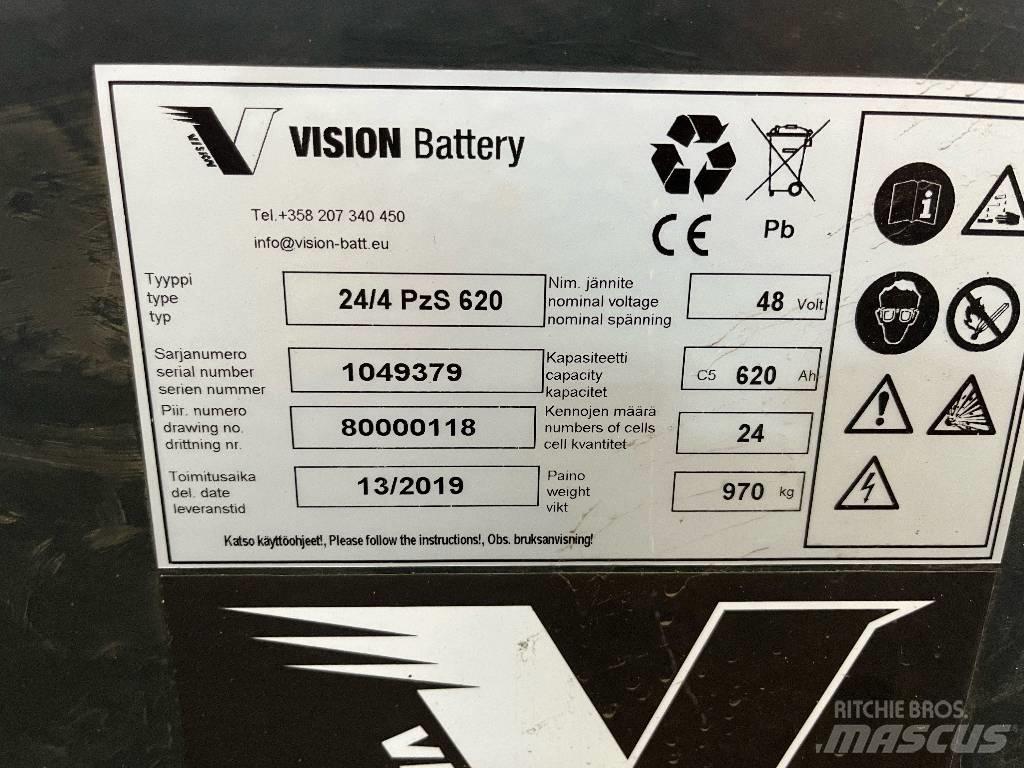 VISION
VISION Battery
Tel.+358 207 340 450
info@vision-batt.eu
Pb
CE
Tyyppi
type
typ
24/4 PzS 620
Nim. jännite
nominal voltage
nominal spänning
48 Volt
Sarjanumero
serial number
serien nummer
1049379
Kapasiteetti
capacity
kapacitet
C5 620 Ah
Piir. numero
drawing no.
drittning nr.
80000118
Kennojen määrä
numbers of cells
cell kvantitet
24
Toimitusaika
del. date
leveranstid
13/2019
Paino
weight
vikt
970 kg
Katso käyttöohjeet!, Please follow the instructions!, Obs. bruksanvisning!
RITCHIE BROS.
MASCUS